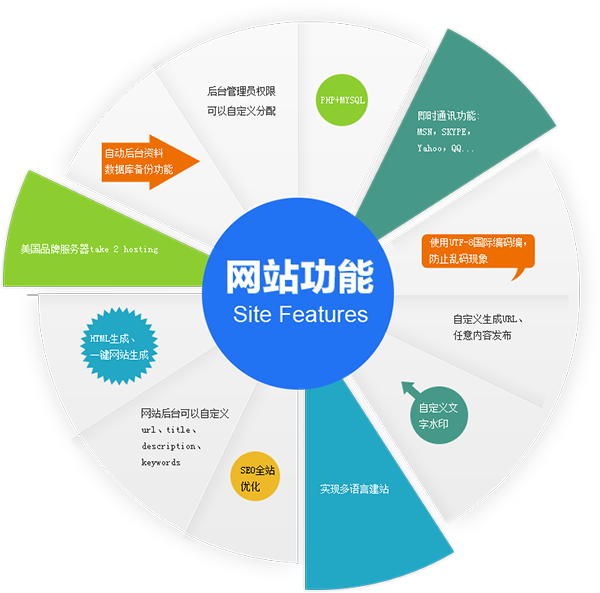 网站功能
Site Features
PHP+MYSQL
即时通讯功能:
MSN, SKYPE,
Yahoo, QQ...
使用UTF-8国际编码编,
防止乱码现象
自定义生成URL、
任意内容发布
自定义文
字水印
实现多语言建站
SEO全站
优化
网站后台可以自定义
url、title、
description、
keywords
HTML生成、
一键网站生成
美国品牌服务器take 2 hosting
自动后台资料
数据库备份功能
后台管理员权限
可以自定义分配